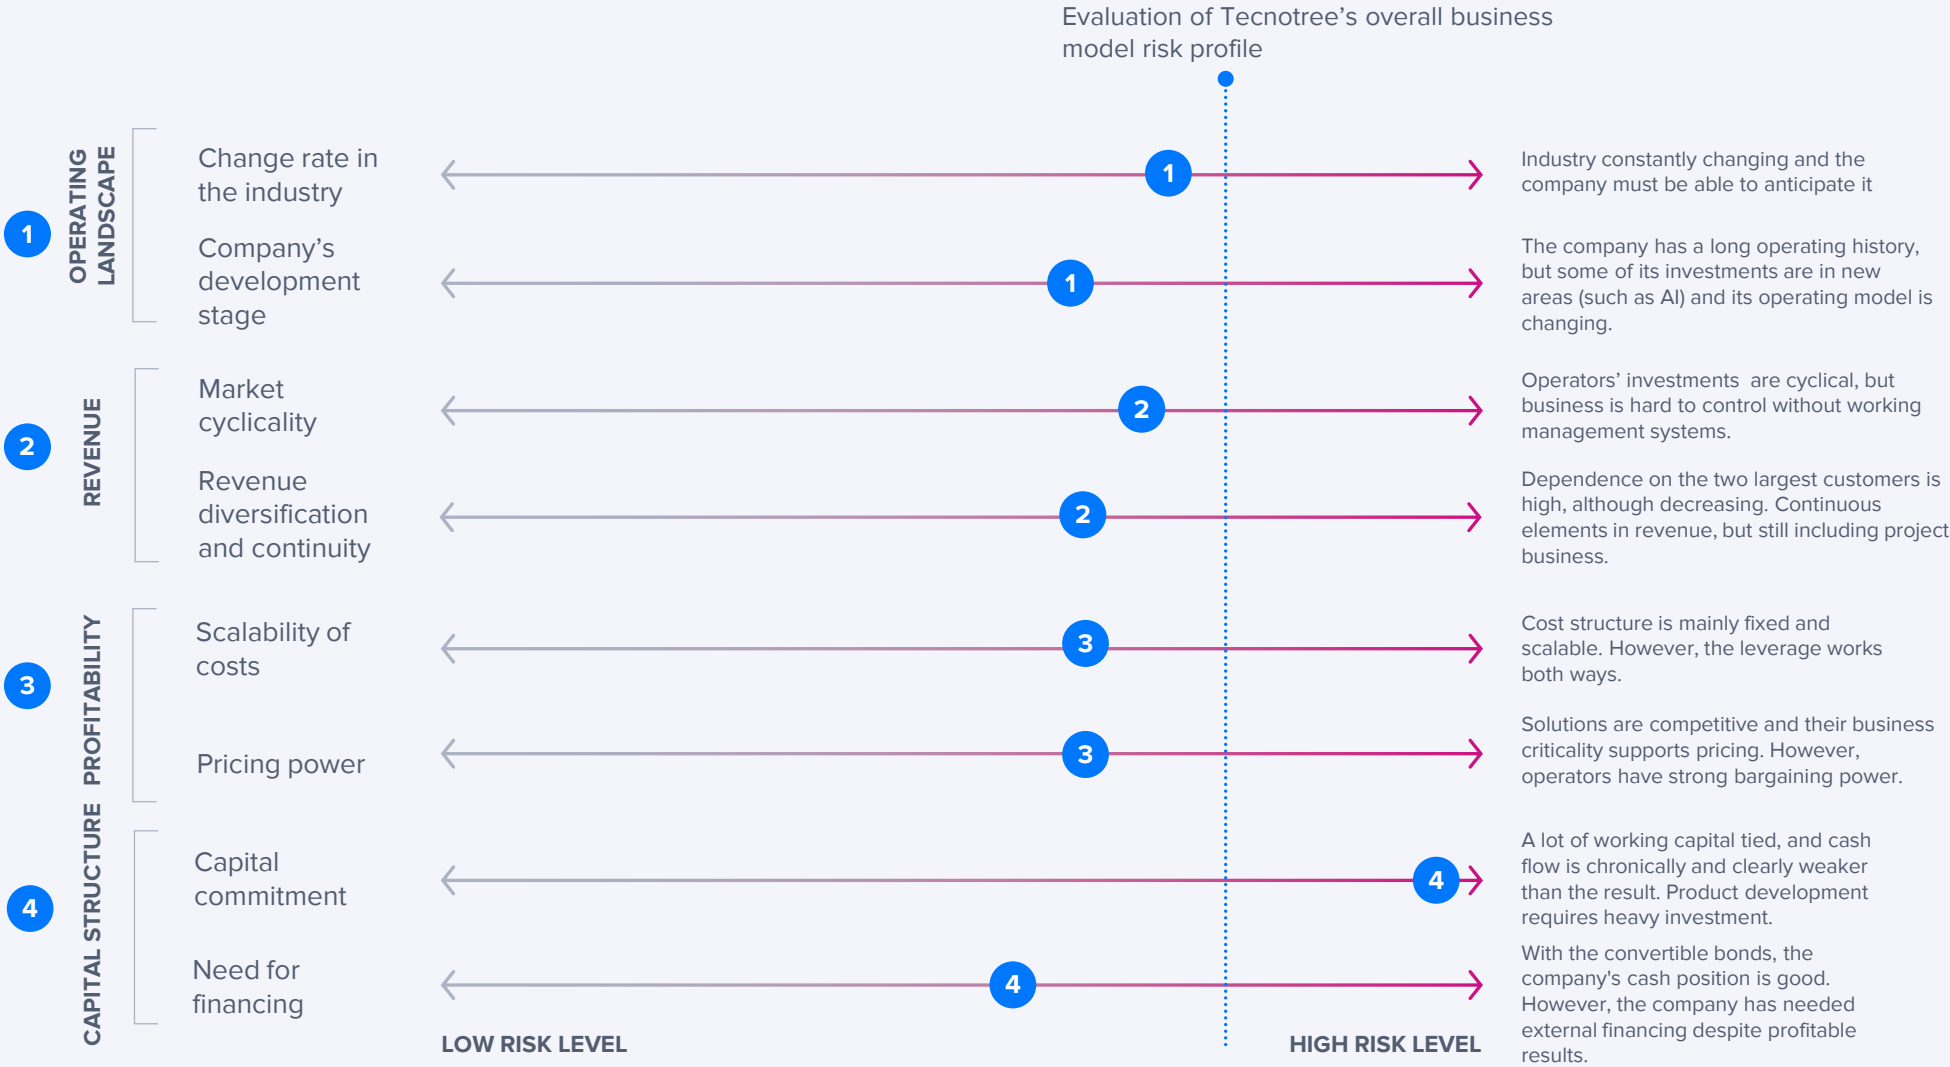 Evaluation of Tecnotree’s overall business
model risk profile
1
OPERATING
LANDSCAPE
Change rate in
the industry
1
Industry constantly changing and the
company must be able to anticipate it
Company’s
development
stage
1
The company has a long operating history,
but some of its investments are in new
areas (such as AI) and its operating model is
changing.
2
REVENUE
Market
cyclicality
2
Operators’ investments  are cyclical, but
business is hard to control without working
management systems.
Revenue
diversification
and continuity
2
Dependence on the two largest customers is
high, although decreasing. Continuous
elements in revenue, but still including project
business.
3
PROFITABILITY
Scalability of
costs
3
Cost structure is mainly fixed and
scalable. However, the leverage works
both ways.
Pricing power
3
Solutions are competitive and their business
criticality supports pricing. However,
operators have strong bargaining power.
4
CAPITAL STRUCTURE
Capital
commitment
4
A lot of working capital tied, and cash
flow is chronically and clearly weaker
than the result. Product development
requires heavy investment.
Need for
financing
4
With the convertible bonds, the
company's cash position is good.
However, the company has needed
external financing despite profitable
results.
LOW RISK LEVEL
HIGH RISK LEVEL